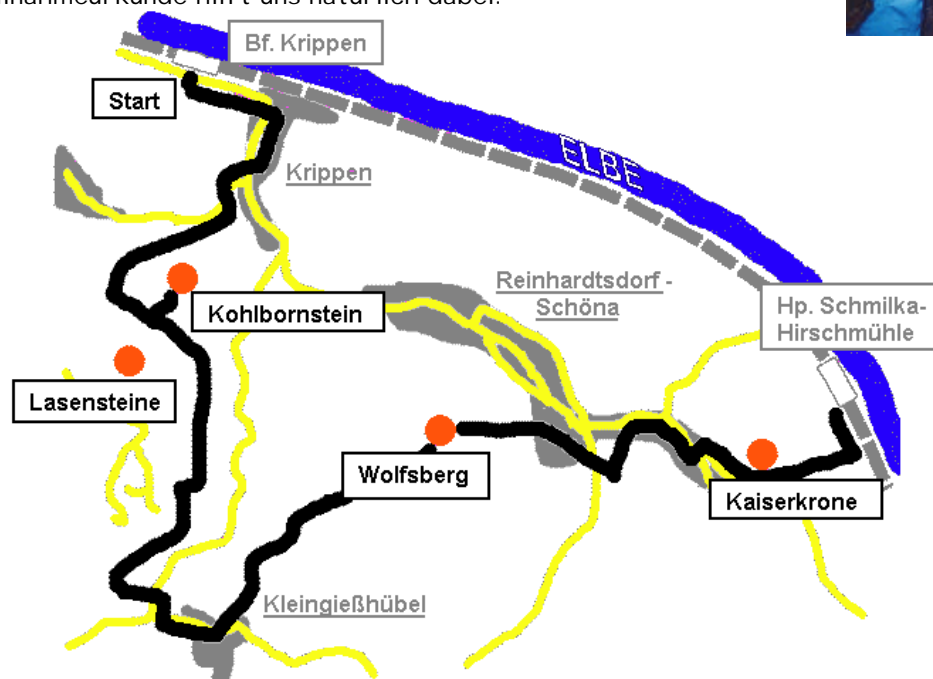 Bf. Krippen
Start
ELBE
Krippen
Reinhardtsdorf -
Schöna
Kohlbornstein
Hp. Schmilka-
Hirschmühle
Lasensteine
Wolfsberg
Kaiserkrone
Kleingießhübel